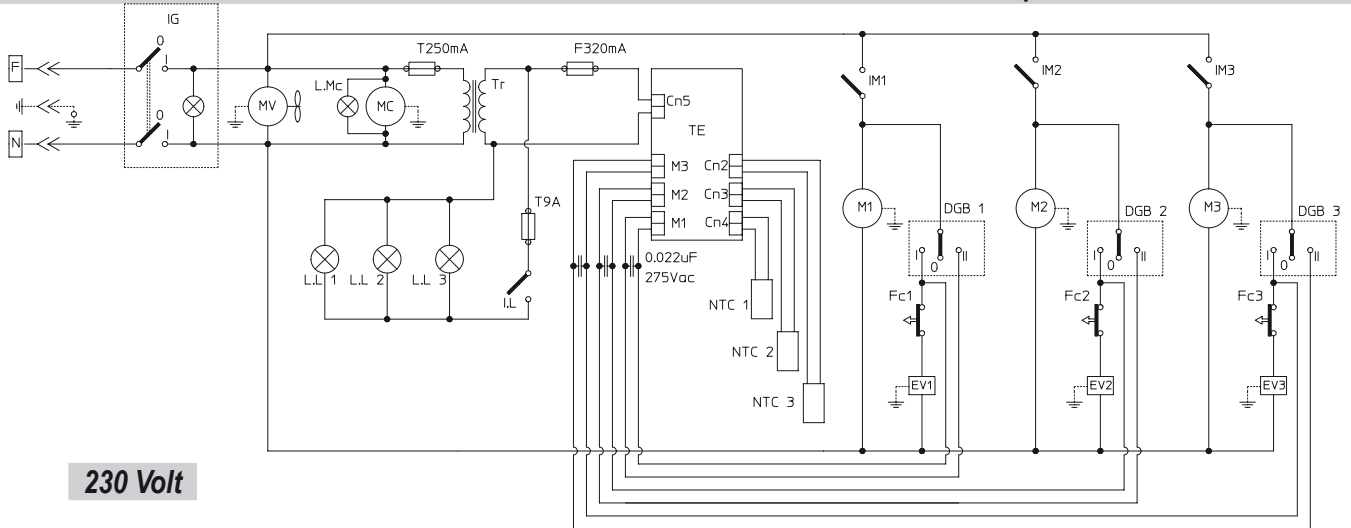 IG
0
I
0
I
F
N
MV
L.Mc
MC
T250mA
Tr
F320mA
Cn5
TE
M3 Cn2
M2 Cn3
M1 Cn4
T9A
L.L 1 L.L 2 L.L 3
I.L
0.022uF
275Vac
NTC 1
NTC 2
NTC 3
IM1
IM2
IM3
M1
M2
M3
DGB 1
I 0 II
DGB 2
I 0 II
DGB 3
I 0 II
Fc1
Fc2
Fc3
EV1
EV2
EV3
230 Volt